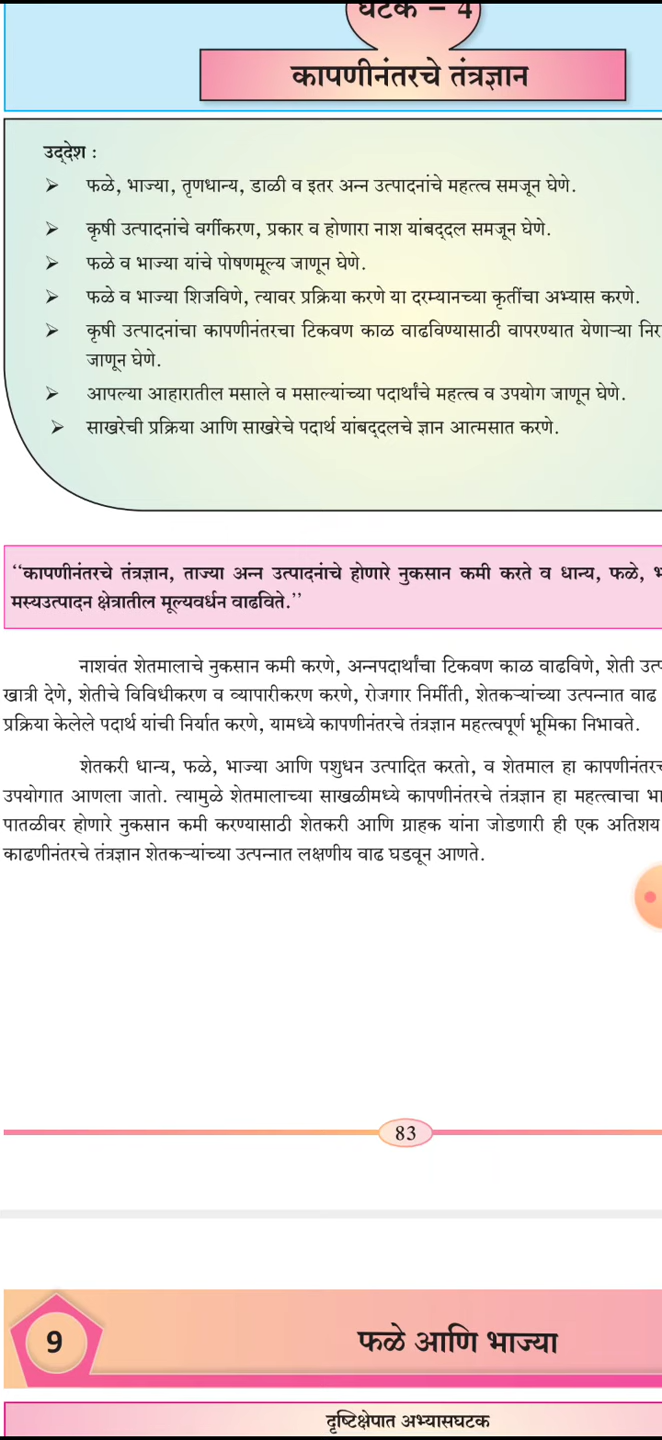 घटक – 4
कापणीनंतरचे तंत्रज्ञान
उद्देश :
➢ फळे, भाज्या, तृणधान्य, डाळी व इतर अन्न उत्पादनांचे महत्त्व समजून घेणे.
➢ कृषी उत्पादनांचे वर्गीकरण, प्रकार व होणारा नाश यांबद्दल समजून घेणे.
➢ फळे व भाज्या यांचे पोषणमूल्य जाणून घेणे.
➢ फळे व भाज्या शिजविणे, त्यावर प्रक्रिया करणे या दरम्यानच्या कृतींचा अभ्यास करणे.
➢ कृषी उत्पादनांचा कापणीनंतरचा टिकवण काळ वाढविण्यासाठी वापरण्यात येणाऱ्या
जाणून घेणे.
➢ आपल्या आहारातील मसाले व मसाल्यांच्या पदार्थांचे महत्त्व व उपयोग जाणून घेणे.
➢ साखरेची प्रक्रिया आणि साखरेचे पदार्थ यांबद्दलचे ज्ञान आत्मसात करणे.
‘‘कापणीनंतरचे तंत्रज्ञान, ताज्या अन्न उत्पादनांचे होणारे नुकसान कमी करते व धान्य, फळे,
मस्यउत्पादन क्षेत्रातील मूल्यवर्धन वाढविते.’’
नाशवंत शेतमालाचे नुकसान कमी करणे, अन्नपदार्थांचा टिकवण काळ वाढविणे, शेती
खात्री देणे, शेतीचे विविधीकरण व व्यापारीकरण करणे, रोजगार निर्मीती, शेतकऱ्यांच्या उत्पन्नात वाढ
प्रक्रिया केलेले पदार्थ यांची निर्यात करणे, यामध्ये कापणीनंतरचे तंत्रज्ञान महत्त्वपूर्ण भूमिका निभावते.
शेतकरी धान्य, फळे, भाज्या आणि पशुधन उत्पादित करतो, व शेतमाल हा
उपयोगात आणला जातो. त्यामुळे शेतमालाच्या साखळीमध्ये कापणीनंतरचे तंत्रज्ञान हा महत्त्वाचा
पातळीवर होणारे नुकसान कमी करण्यासाठी शेतकरी आणि ग्राहक यांना जोडणारी ही एक अतिशय
काढणीनंतरचे तंत्रज्ञान शेतकऱ्यांच्या उत्पन्नात लक्षणीय वाढ घडवून आणते.
83
9
फळे आणि भाज्या
दृष्टिक्षेपात अभ्यासघटक